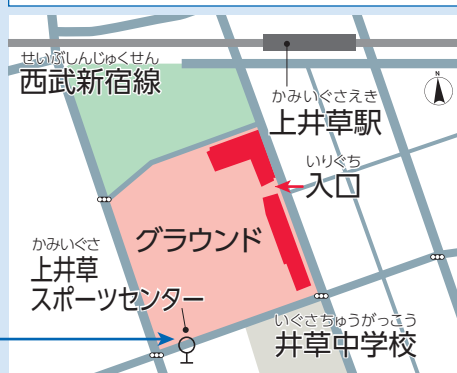 せいぶしんじゅくせん
西武新宿線
N
かみいぐさえき
上井草駅
いりぐち
入口
グラウンド
かみいぐさ
上井草
スポーツセンター
いぐさちゅうがっこう
井草中学校